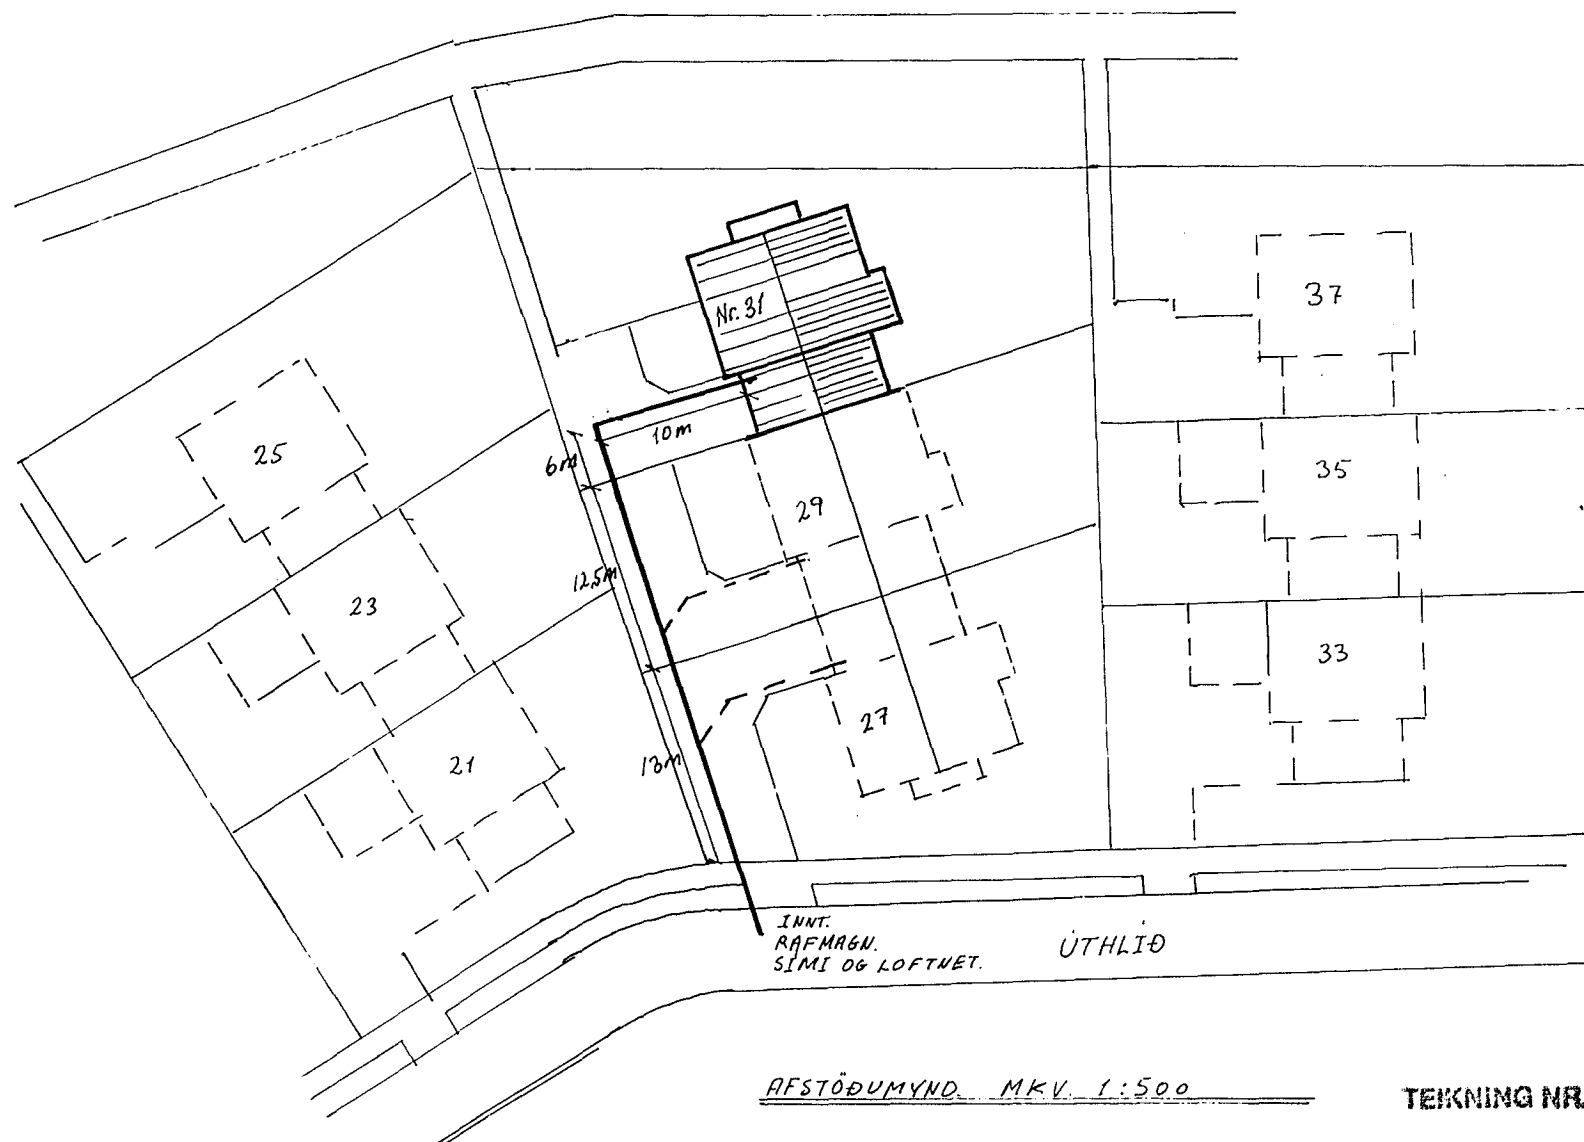 Nr. 31
37
10m
6m
25
35
29
12,5m
23
33
27
21
13m
INNT.
RAFMAGN.
SÍMI OG LOFTNET.
ÚTHLÍÐ
AFSTÖÐUMYND. MKV. 1:500
TEIKNING NR.